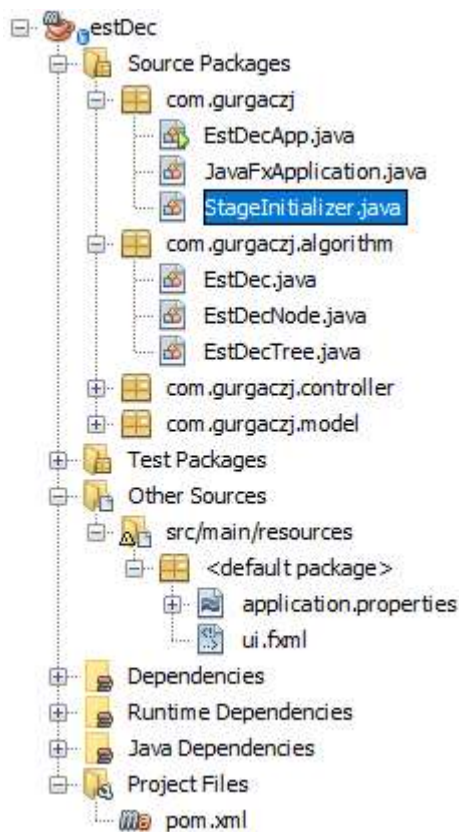 estDec
Source Packages
com.gurgaczj
EstDecApp.java
JavaFxApplication.java
StageInitializer.java
com.gurgaczj.algorithm
EstDec.java
EstDecNode.java
EstDecTree.java
com.gurgaczj.controller
com.gurgaczj.model
Test Packages
Other Sources
src/main/resources
<default package>
application.properties
ui.fxml
Dependencies
Runtime Dependencies
Java Dependencies
Project Files
pom.xml